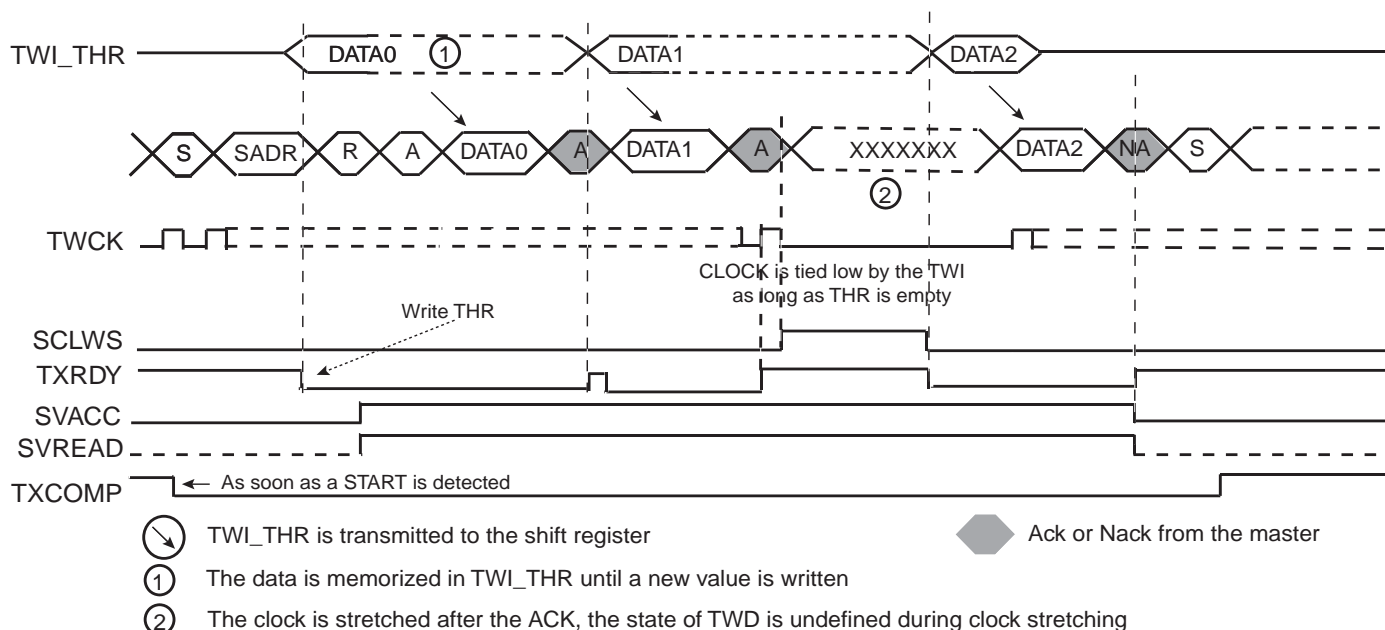 TWI_THR DATA0 1 DATA1 DATA2
S SADR R A DATA0 A DATA1 A XXXXXXX DATA2 NA S
2
TWCK
CLOCK is tied low by the TWI
as long as THR is empty
Write THR
SCLWS
TXRDY
SVACC
SVREAD
TXCOMP As soon as a START is detected
TWI_THR is transmitted to the shift register Ack or Nack from the master
1 The data is memorized in TWI_THR until a new value is written
2 The clock is stretched after the ACK, the state of TWD is undefined during clock stretching